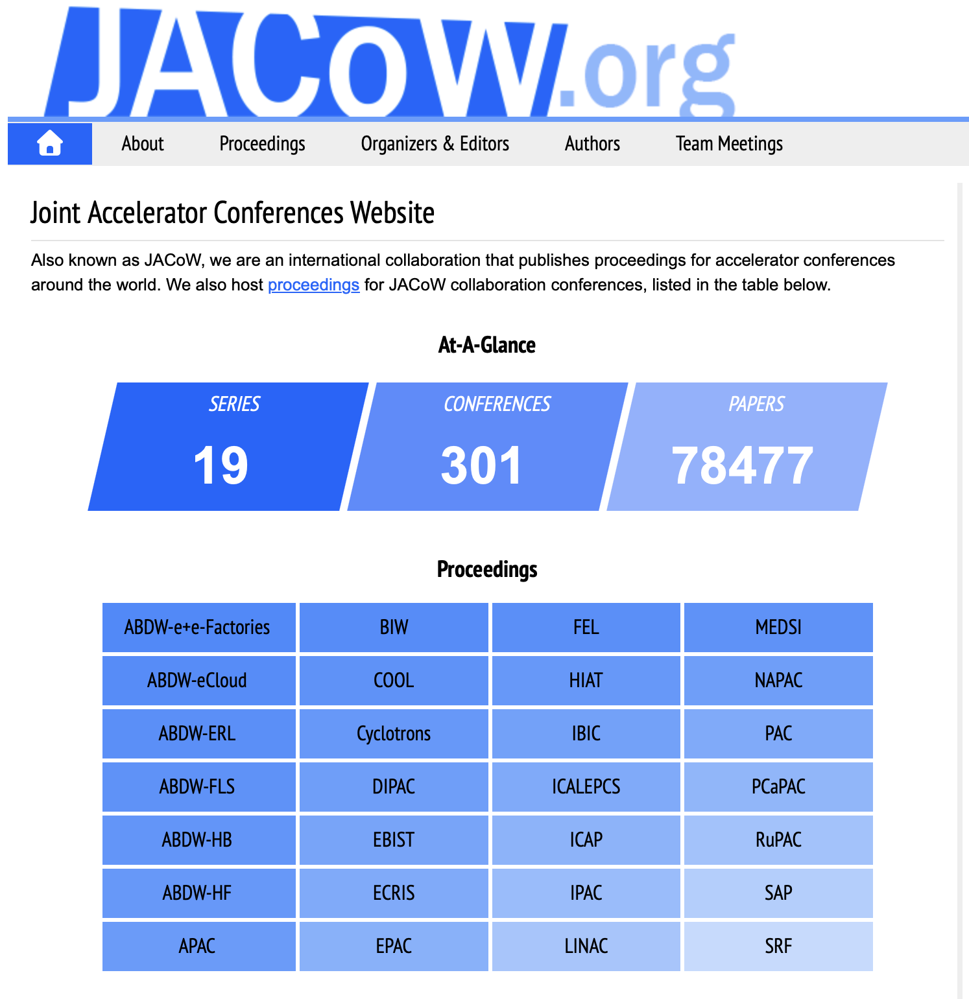 JACoW.org
About Proceedings Organizers & Editors Authors Team Meetings
Joint Accelerator Conferences Website
Also known as JACoW, we are an international collaboration that publishes proceedings for accelerator conferences
around the world. We also host proceedings for JACoW collaboration conferences, listed in the table below.
At-A-Glance
SERIES CONFERENCES PAPERS
19 301 78477
Proceedings
ABDW-e+e-Factories BIW FEL MEDSI
ABDW-eCloud COOL HIAT NAPAC
ABDW-ERL Cyclotrons IBIC PAC
ABDW-FLS DIPAC ICALEPCS PCaPAC
ABDW-HB EBIST ICAP RuPAC
ABDW-HF ECRIS IPAC SAP
APAC EPAC LINAC SRF